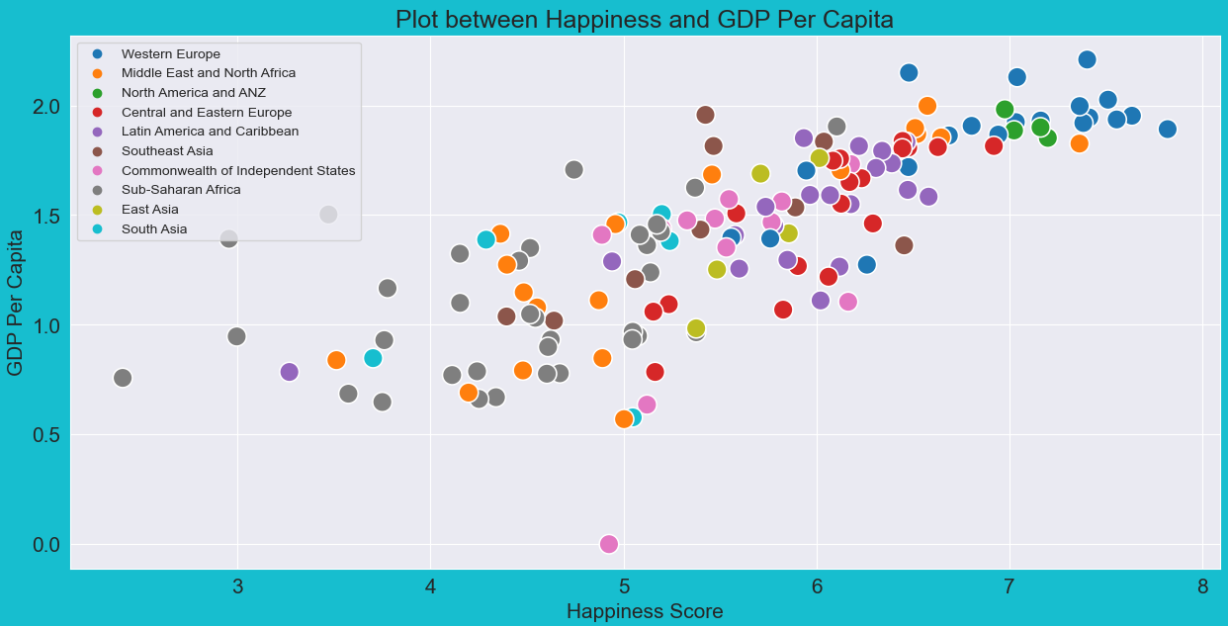 Plot between Happiness and GDP Per Capita
Western Europe
Middle East and North Africa
North America and ANZ
Central and Eastern Europe
Latin America and Caribbean
Southeast Asia
Commonwealth of Independent States
Sub-Saharan Africa
East Asia
South Asia
GDP Per Capita
2.0
1.5
1.0
0.5
0.0
3 4 5 6 7 8
Happiness Score